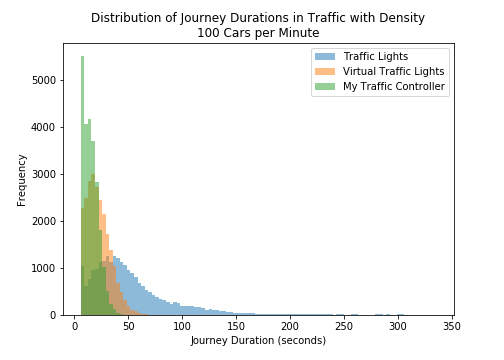 Distribution of Journey Durations in Traffic with Density
100 Cars per Minute
Traffic Lights
Virtual Traffic Lights
My Traffic Controller
Frequency
5000
4000
3000
2000
1000
0
0 50 100 150 200 250 300 350
Journey Duration (seconds)